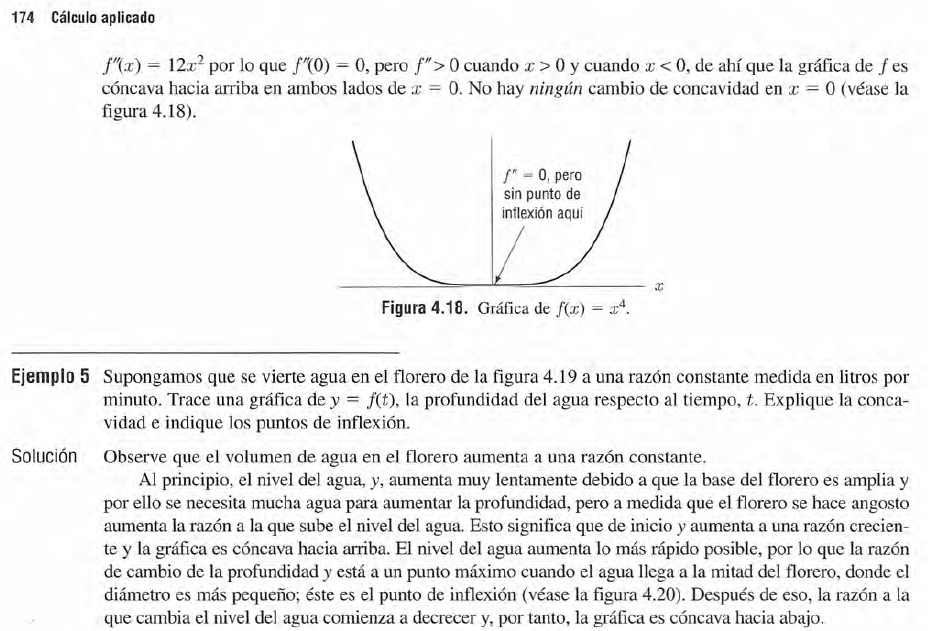 174 Cálculo aplicado
f″(x) = 12x² por lo que f″(0) = 0, pero f″ > 0 cuando x > 0 y cuando x < 0, de ahí que la gráfica de f es
cóncava hacia arriba en ambos lados de x = 0. No hay ningún cambio de concavidad en x = 0 (véase la
figura 4.18).
f″ = 0, pero
sin punto de
inflexión aquí
x
Figura 4.18. Gráfica de f(x) = x⁴.
Ejemplo 5 Supongamos que se vierte agua en el florero de la figura 4.19 a una razón constante medida en litros por
minuto. Trace una gráfica de y = f(t), la profundidad del agua respecto al tiempo, t. Explique la conca-
vidad e indique los puntos de inflexión.
Solución Observe que el volumen de agua en el florero aumenta a una razón constante.
Al principio, el nivel del agua, y, aumenta muy lentamente debido a que la base del florero es amplia y
por ello se necesita mucha agua para aumentar la profundidad, pero a medida que el florero se hace angosto
aumenta la razón a la que sube el nivel del agua. Esto significa que de inicio y aumenta a una razón crecien-
te y la gráfica es cóncava hacia arriba. El nivel del agua aumenta lo más rápido posible, por lo que la razón
de cambio de la profundidad y está a un punto máximo cuando el agua llega a la mitad del florero, donde el
diámetro es más pequeño; éste es el punto de inflexión (véase la figura 4.20). Después de eso, la razón a la
que cambia el nivel del agua comienza a decrecer y, por tanto, la gráfica es cóncava hacia abajo.